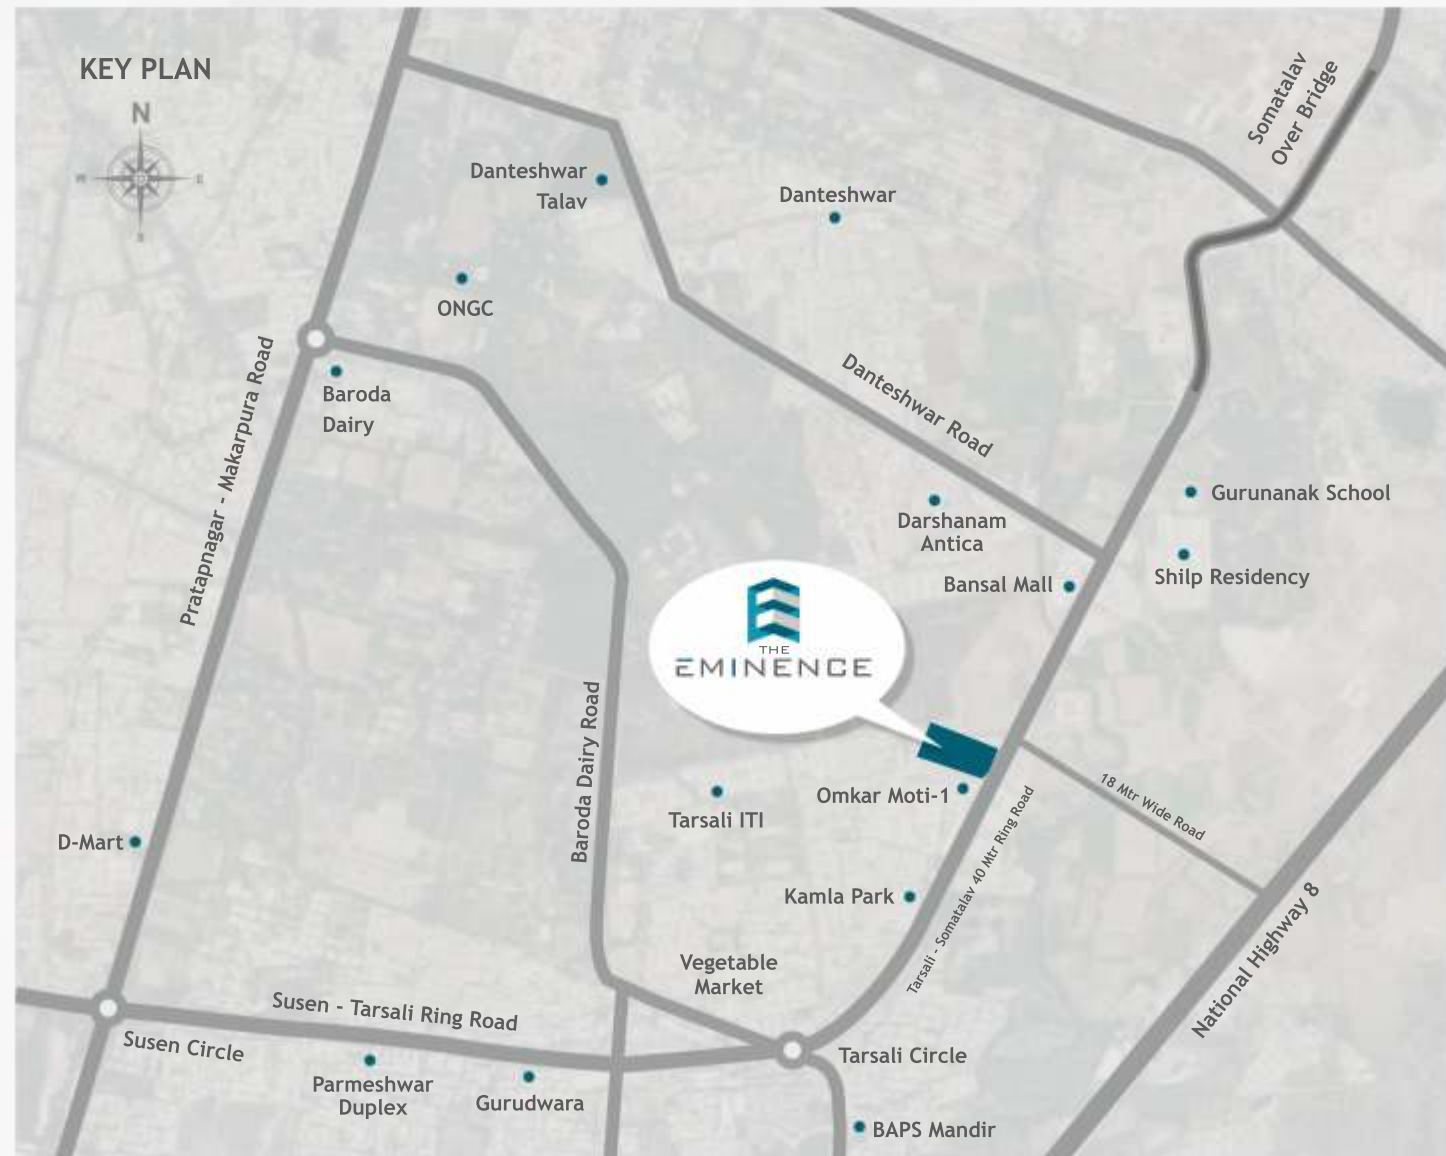 KEY PLAN
N
W
E
S
Somatalav
Over Bridge
Danteshwar
Talav
Danteshwar
ONGC
Baroda
Dairy
Pratapnagar - Makarpura Road
Danteshwar Road
Gurunanak School
Darshanam
Antica
Bansal Mall
Shilp Residency
THE
EMINENCE
Baroda Dairy Road
Omkar Moti-1
Tarsali ITI
18 Mtr Wide Road
D-Mart
Kamla Park
Tarsali - Somatalav 40 Mtr Ring Road
National Highway 8
Vegetable
Market
Susen - Tarsali Ring Road
Susen Circle
Tarsali Circle
Parmeshwar
Duplex
Gurudwara
BAPS Mandir